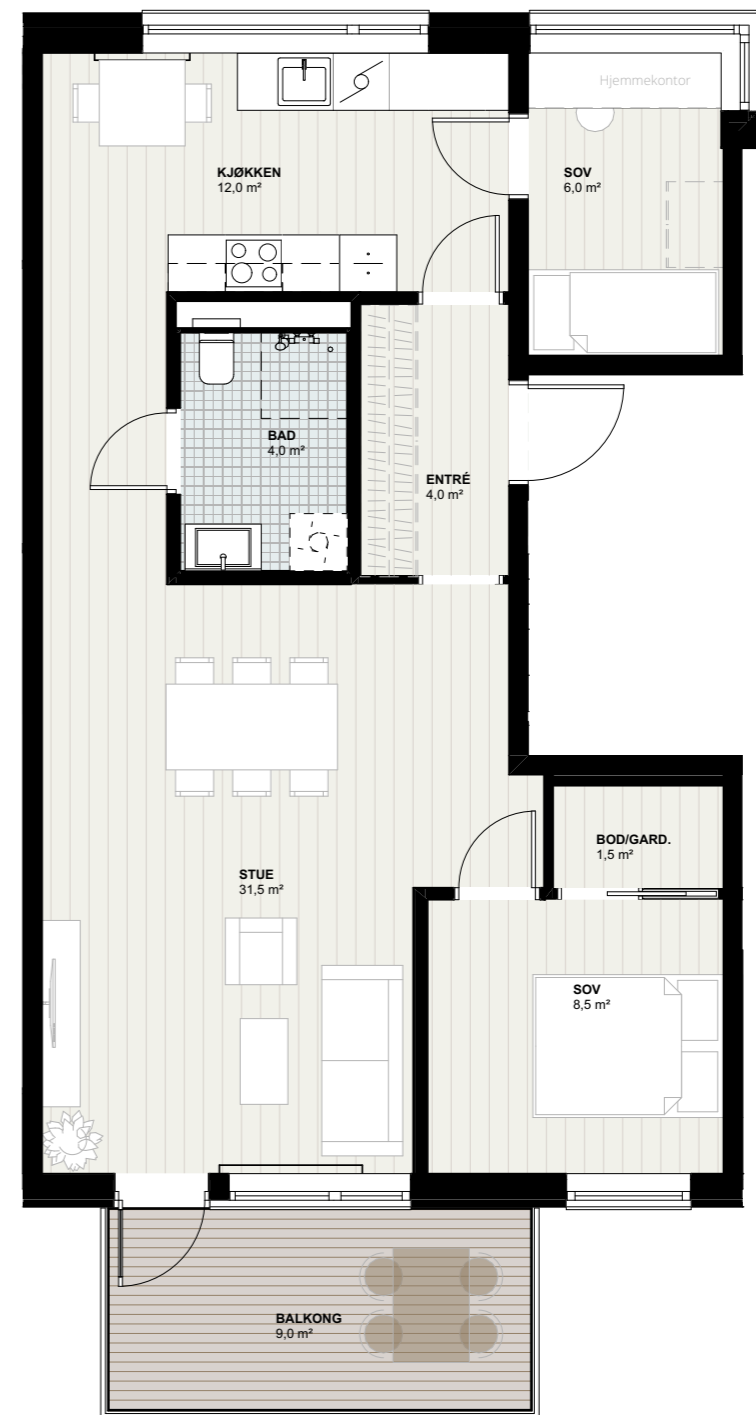 Hjemmekontor
KJØKKEN
12,0 m²
SOV
6,0 m²
BAD
4,0 m²
ENTRÉ
4,0 m²
BOD/GARD.
1,5 m²
STUE
31,5 m²
SOV
8,5 m²
BALKONG
9,0 m²